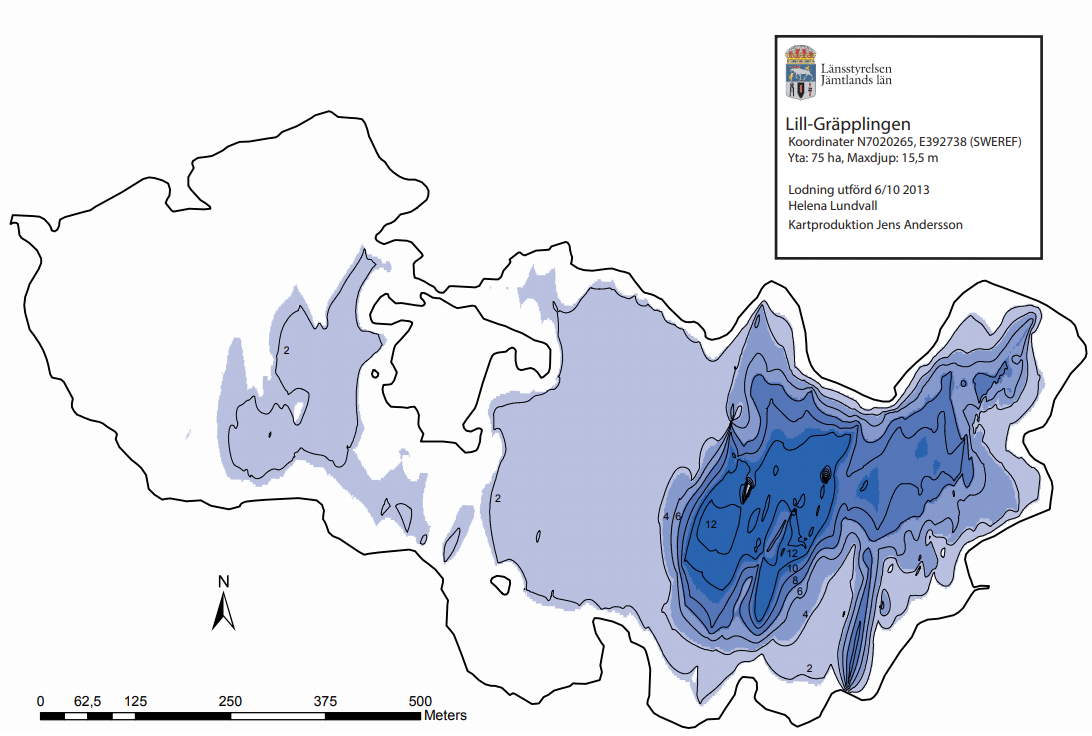 Länsstyrelsen
Jämtlands län
Lill-Gräpplingen
Koordinater N7020265, E392738 (SWEREF)
Yta: 75 ha, Maxdjup: 15,5 m
Lodning utförd 6/10 2013
Helena Lundvall
Kartproduktion Jens Andersson
2
2
4 6
12
12
10
8
6
4
2
N
0 62,5 125 250 375 500
Meters